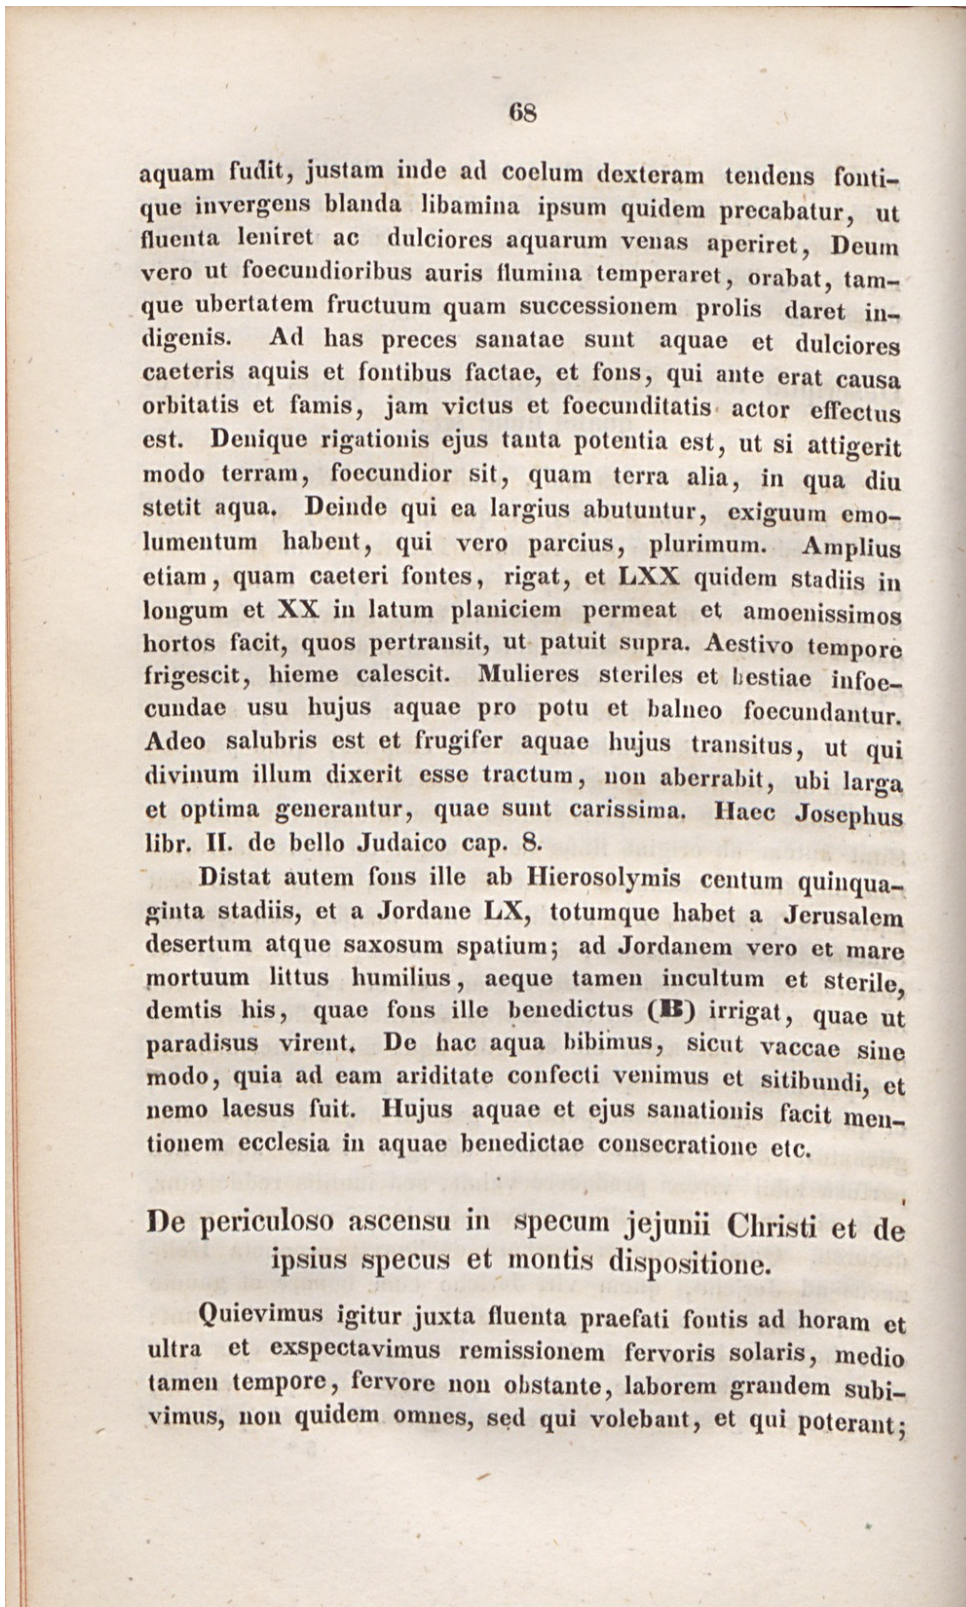 68
aquam fudit, justam inde ad coelum dexteram tendens fonti-
que invergens blanda libamina ipsum quidem precabatur, ut
fluenta leniret ac dulciores aquarum venas aperiret, Deum
vero ut foecundioribus auris flumina temperaret, orabat, tam-
que ubertatem fructuum quam successionem prolis daret in-
digenis. Ad has preces sanatae sunt aquae et dulciores
caeteris aquis et fontibus factae, et fons, qui ante erat causa
orbitatis et famis, jam victus et foecunditatis actor effectus
est. Denique rigationis ejus tanta potentia est, ut si attigerit
modo terram, foecundior sit, quam terra alia, in qua diu
stetit aqua. Deinde qui ea largius abutuntur, exiguum emo-
lumentum habent, qui vero parcius, plurimum. Amplius
etiam, quam caeteri fontes, rigat, et LXX quidem stadiis in
longum et XX in latum planiciem permeat et amoenissimos
hortos facit, quos pertransit, ut patuit supra. Aestivo tempore
frigescit, hieme calescit. Mulieres steriles et bestiae infoe-
cundae usu hujus aquae pro potu et balneo foecundantur.
Adeo salubris est et frugifer aquae hujus transitus, ut qui
divinum illum dixerit esse tractum, non aberrabit, ubi larga
et optima generantur, quae sunt carissima. Haec Josephus
libr. II. de bello Judaico cap. 8.
Distat autem fons ille ab Hierosolymis centum quinqua-
ginta stadiis, et a Jordane LX, totumque habet a Jerusalem
desertum atque saxosum spatium; ad Jordanem vero et mare
mortuum littus humilius, aeque tamen incultum et sterile,
demtis his, quae fons ille benedictus (B) irrigat, quae ut
paradisus virent. De hac aqua bibimus, sicut vaccae sine
modo, quia ad eam ariditate confecti venimus et sitibundi, et
nemo laesus fuit. Hujus aquae et ejus sanationis facit men-
tionem ecclesia in aquae benedictae consecratione etc.
De periculoso ascensu in specum jejunii Christi et de
ipsius specus et montis dispositione.
Quievimus igitur juxta fluenta praefati fontis ad horam et
ultra et exspectavimus remissionem fervoris solaris, medio
tamen tempore, fervore non obstante, laborem grandem subi-
vimus, non quidem omnes, sed qui volebant, et qui poterant;